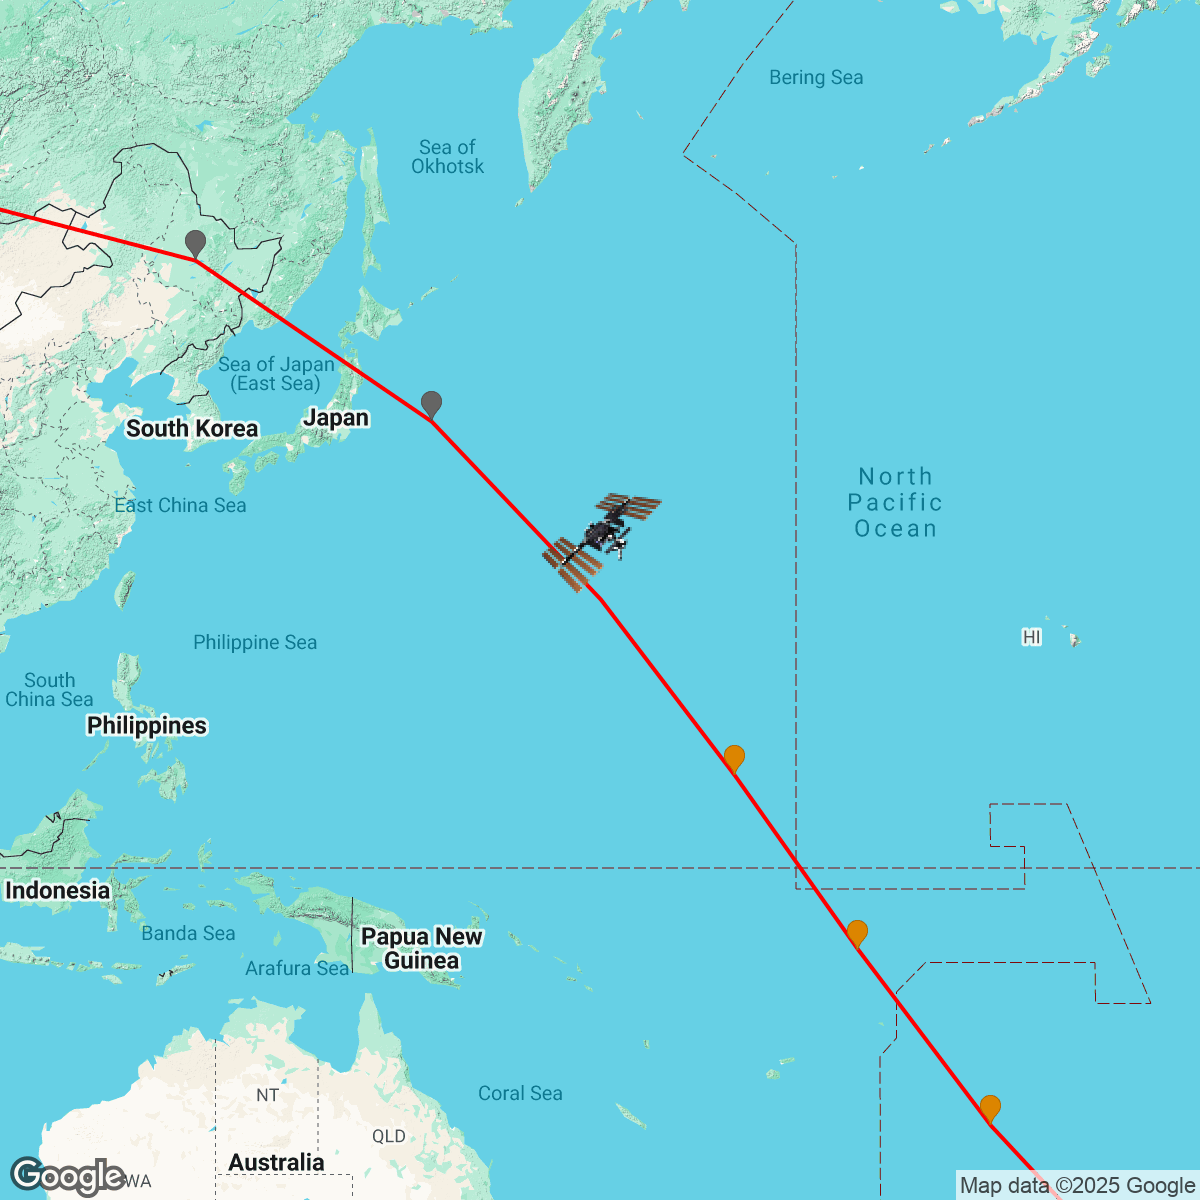 Bering Sea
Sea of
Okhotsk
Sea of Japan
(East Sea)
Japan
South Korea
East China Sea
North
Pacific
Ocean
Philippine Sea
HI
South
China Sea
Philippines
Indonesia
Banda Sea
Papua New
Guinea
Arafura Sea
Coral Sea
NT
QLD
Australia
WA
Google
Map data ©2025 Google